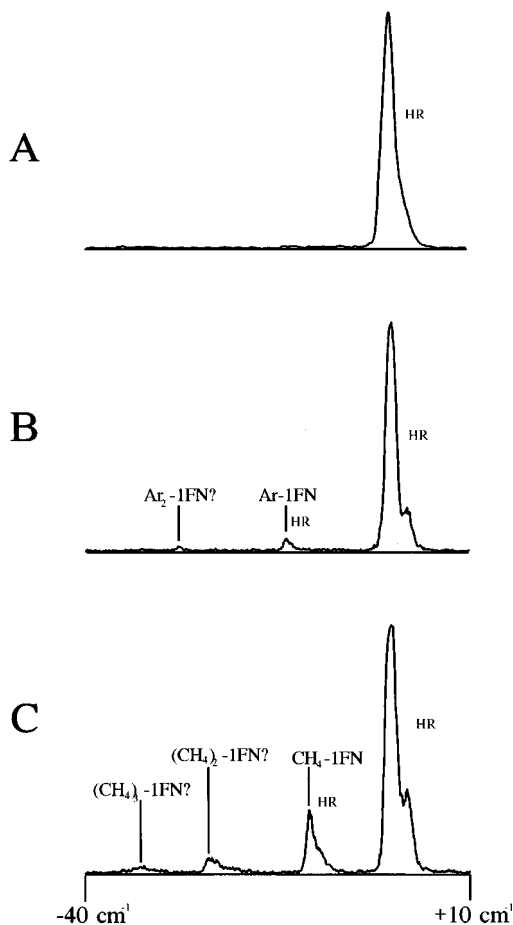 A
HR
B
Ar₂-1FN?
Ar-1FN
HR
HR
C
(CH₄)₃-1FN?
(CH₄)₂-1FN?
CH₄-1FN
HR
HR
-40 cm⁻¹
+10 cm⁻¹